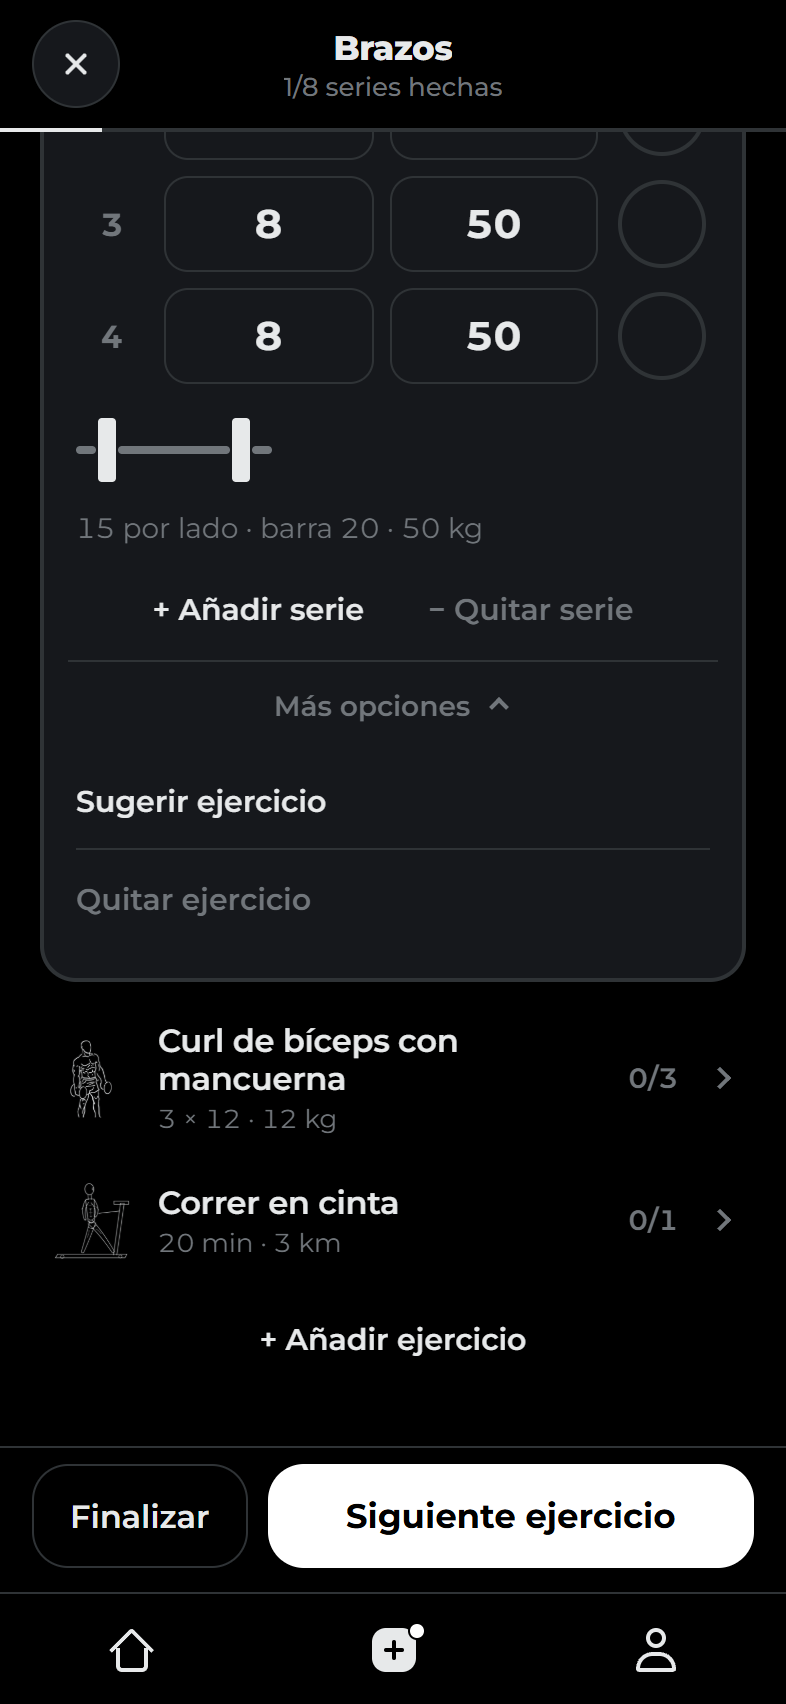 Brazos
1/8 series hechas
3 8 50
4 8 50
15 por lado · barra 20 · 50 kg
+ Añadir serie − Quitar serie
Más opciones
Sugerir ejercicio
Quitar ejercicio
Curl de bíceps con
mancuerna
3 × 12 · 12 kg
0/3
Correr en cinta
20 min · 3 km
0/1
+ Añadir ejercicio
Finalizar
Siguiente ejercicio